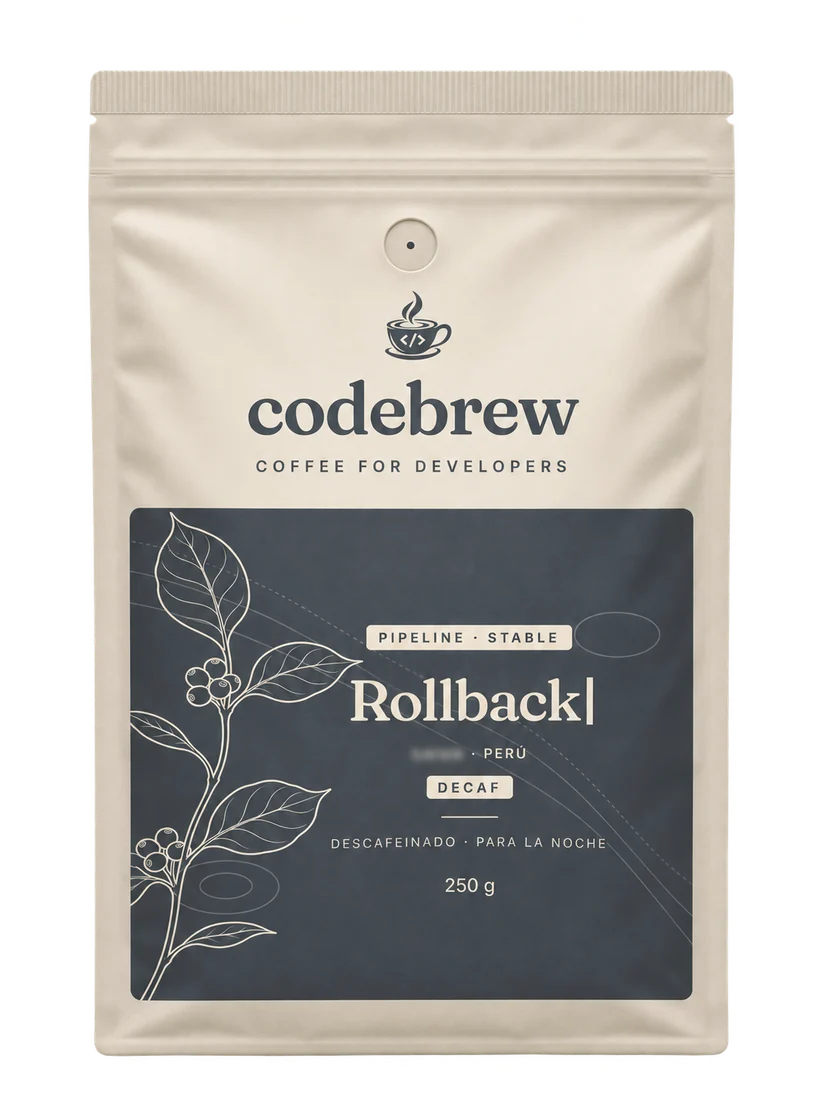 </>
codebrew
COFFEE FOR DEVELOPERS
PIPELINE · STABLE
Rollback|
· PERÚ
DECAF
DESCAFEINADO · PARA LA NOCHE
250 g